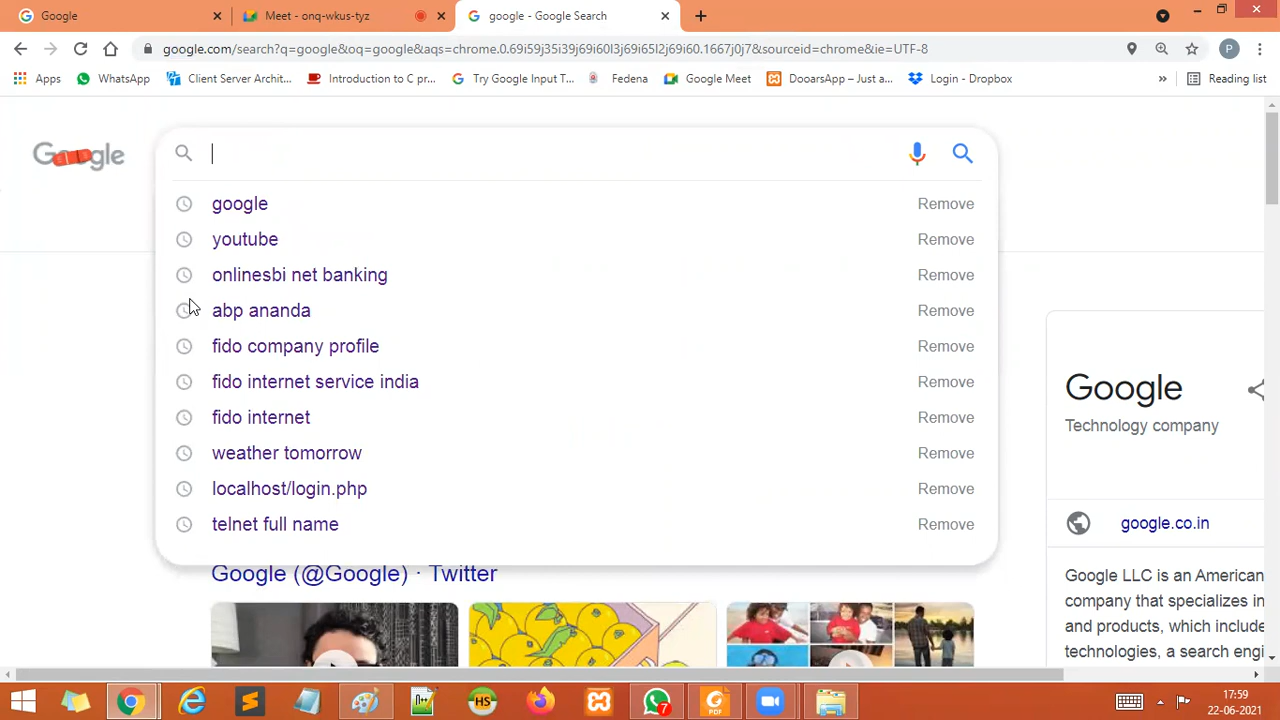 Google
Meet - onq-wkus-tyz
google - Google Search
google.com/search?q=google&oq=google&aqs=chrome.0.69i59j35i39j69i60l3j69i65l2j69i60.1667j0j7&sourceid=chrome&ie=UTF-8
P
Apps
WhatsApp
Client Server Archit...
Introduction to C pr...
Try Google Input T...
Fedena
Google Meet
DooarsApp – Just a...
Login - Dropbox
»
Reading list
Google
google Remove
youtube Remove
onlinesbi net banking Remove
abp ananda Remove
fido company profile Remove
fido internet service india Remove
fido internet Remove
weather tomorrow Remove
localhost/login.php Remove
telnet full name Remove
Google (@Google) · Twitter
Google
Technology company
google.co.in
Google LLC is an American
company that specializes in
and products, which include
technologies, a search engi
HS
7
PDF
17:59
22-06-2021